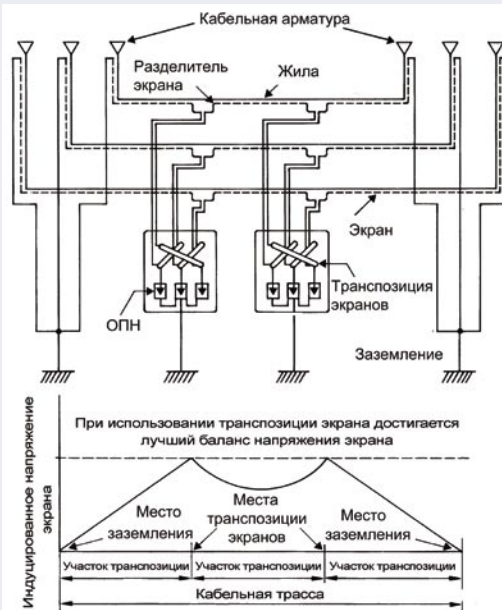 Кабельная арматура
Разделитель
экрана
Жила
Экран
Транспозиция
экранов
ОПН
Заземление
Индуцированное напряжение
экрана
При использовании транспозиции экрана достигается
лучший баланс напряжения экрана
Место
заземления
Места
транспозиции
экранов
Место
заземления
Участок транспозиции
Участок транспозиции
Участок транспозиции
Кабельная трасса